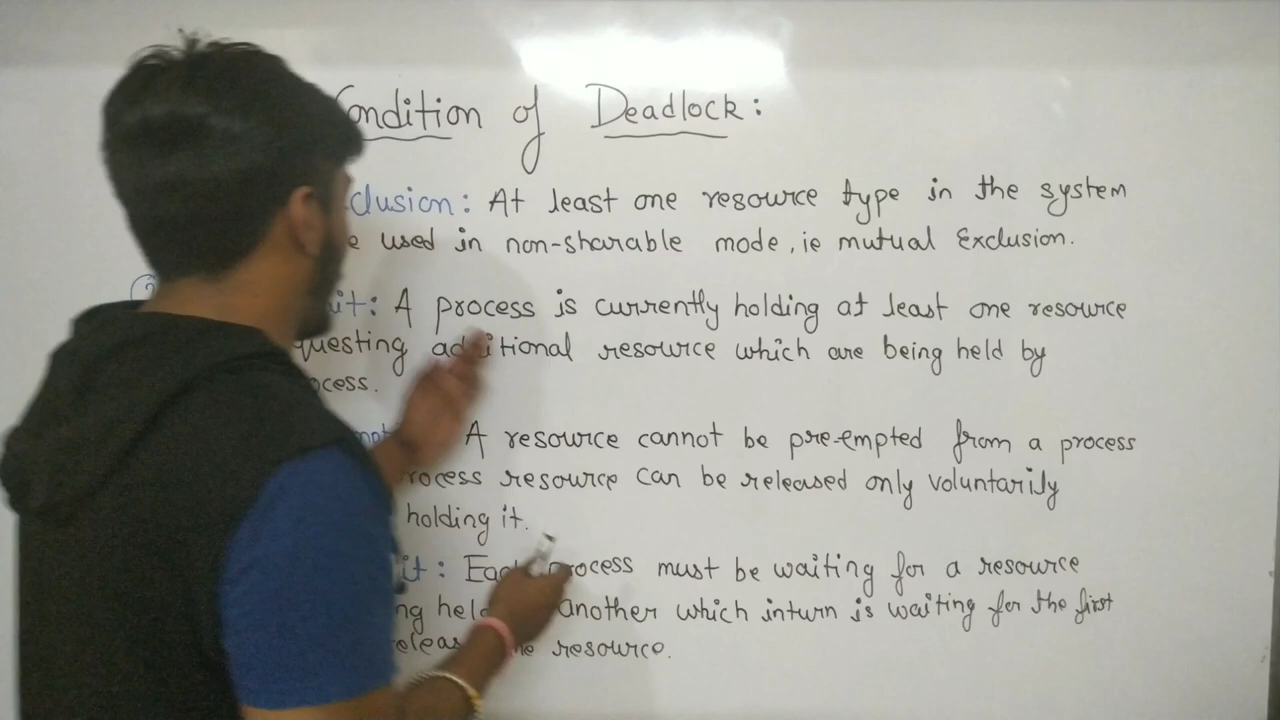 Condition of Deadlock:
clusion: At least one resource type in the system
e used in non-sharable mode, ie mutual Exclusion.
② it: A process is currently holding at least one resource
questing additional resource which are being held by
ocess.
A resource cannot be pre-empted from a process
rocess resource can be released only voluntarily
holding it.
it: Each process must be waiting for a resource
ng held another which inturn is waiting for the first
resource.